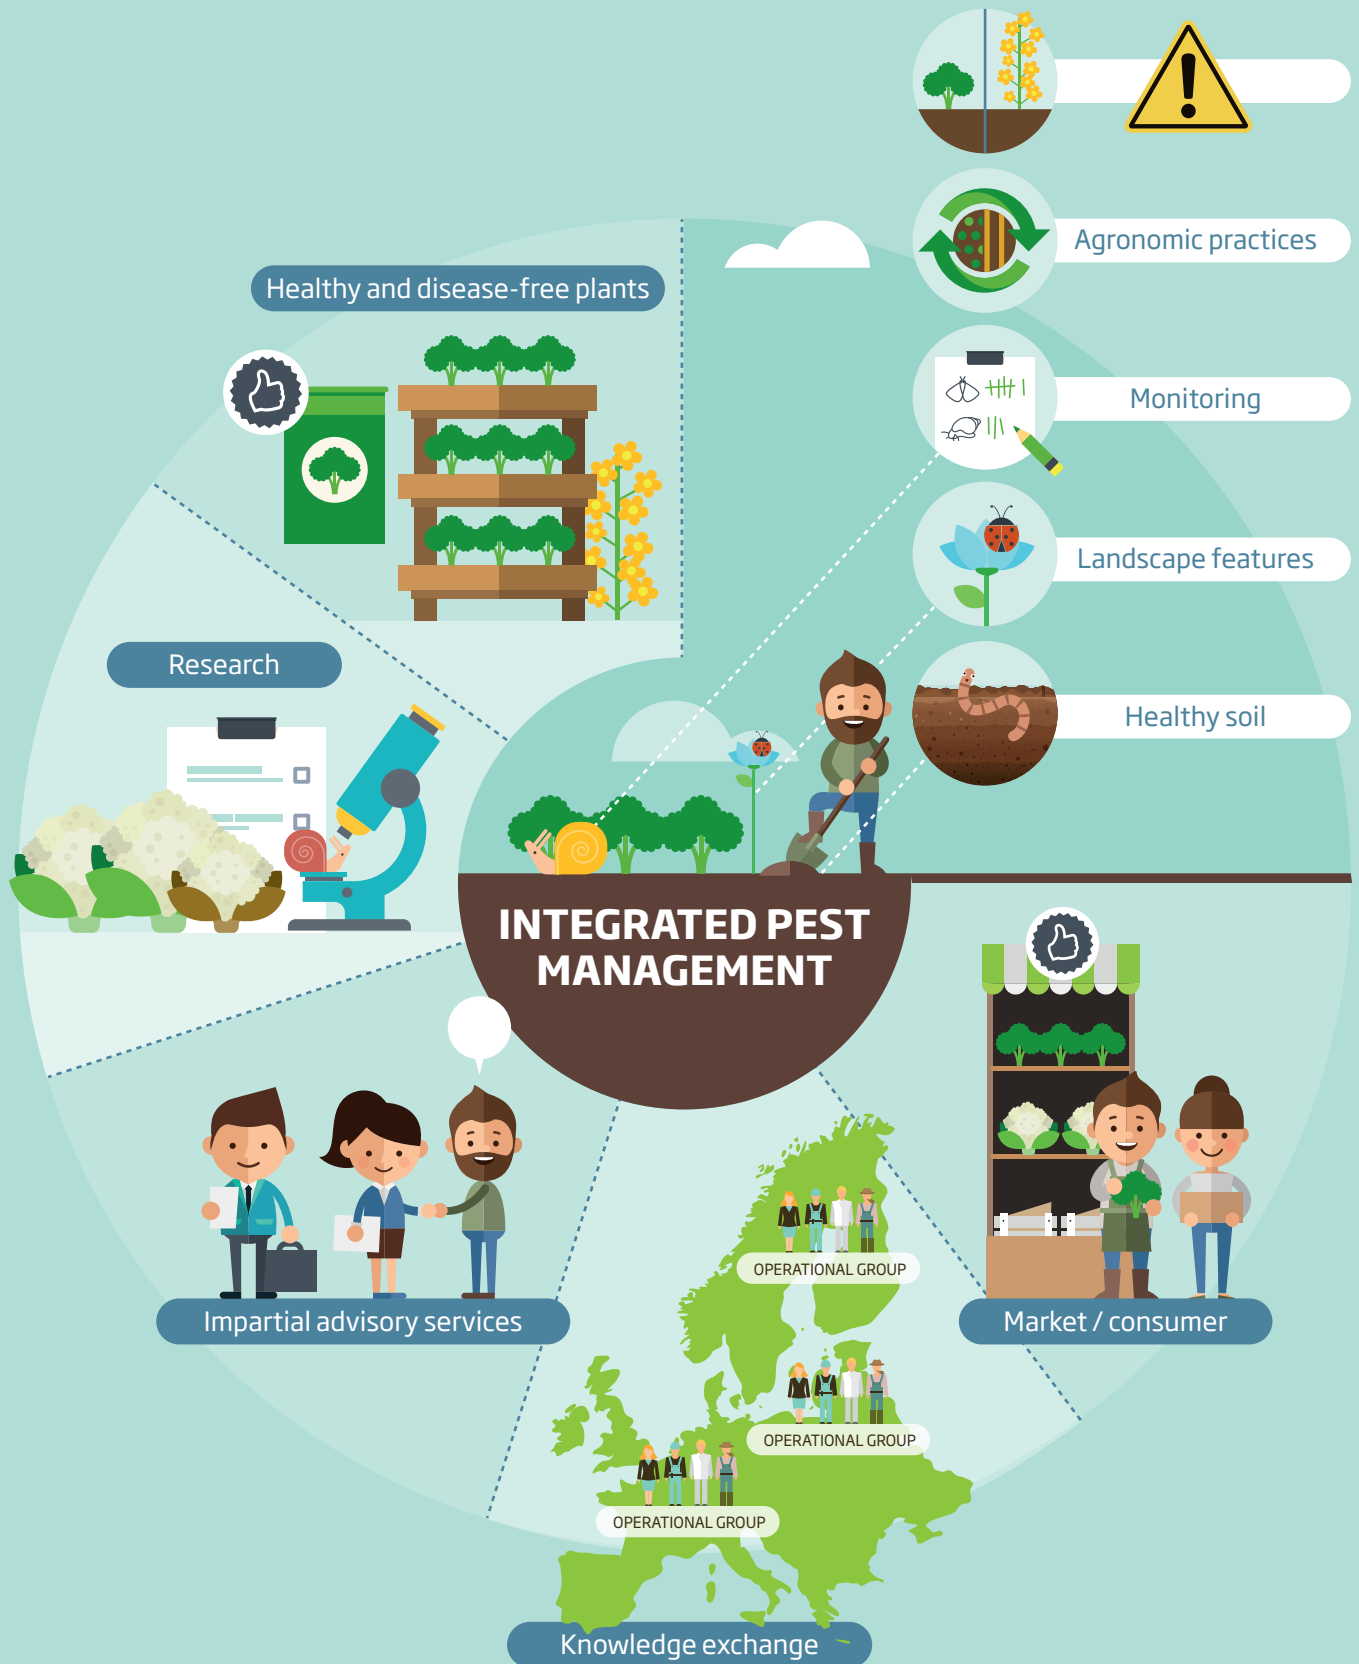 Agronomic practices
Healthy and disease-free plants
Monitoring
Landscape features
Research
Healthy soil
INTEGRATED PEST
MANAGEMENT
OPERATIONAL GROUP
Impartial advisory services
Market / consumer
OPERATIONAL GROUP
OPERATIONAL GROUP
Knowledge exchange